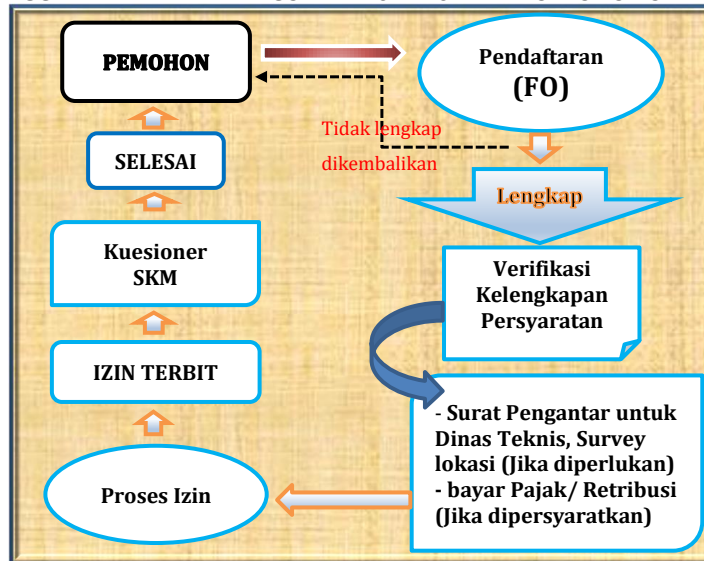 PEMOHON
Pendaftaran
(FO)
Tidak lengkap
dikembalikan
Lengkap
SELESAI
Kuesioner
SKM
Verifikasi
Kelengkapan
Persyaratan
IZIN TERBIT
- Surat Pengantar untuk
Dinas Teknis, Survey
lokasi (Jika diperlukan)
- bayar Pajak/ Retribusi
(Jika dipersyaratkan)
Proses Izin